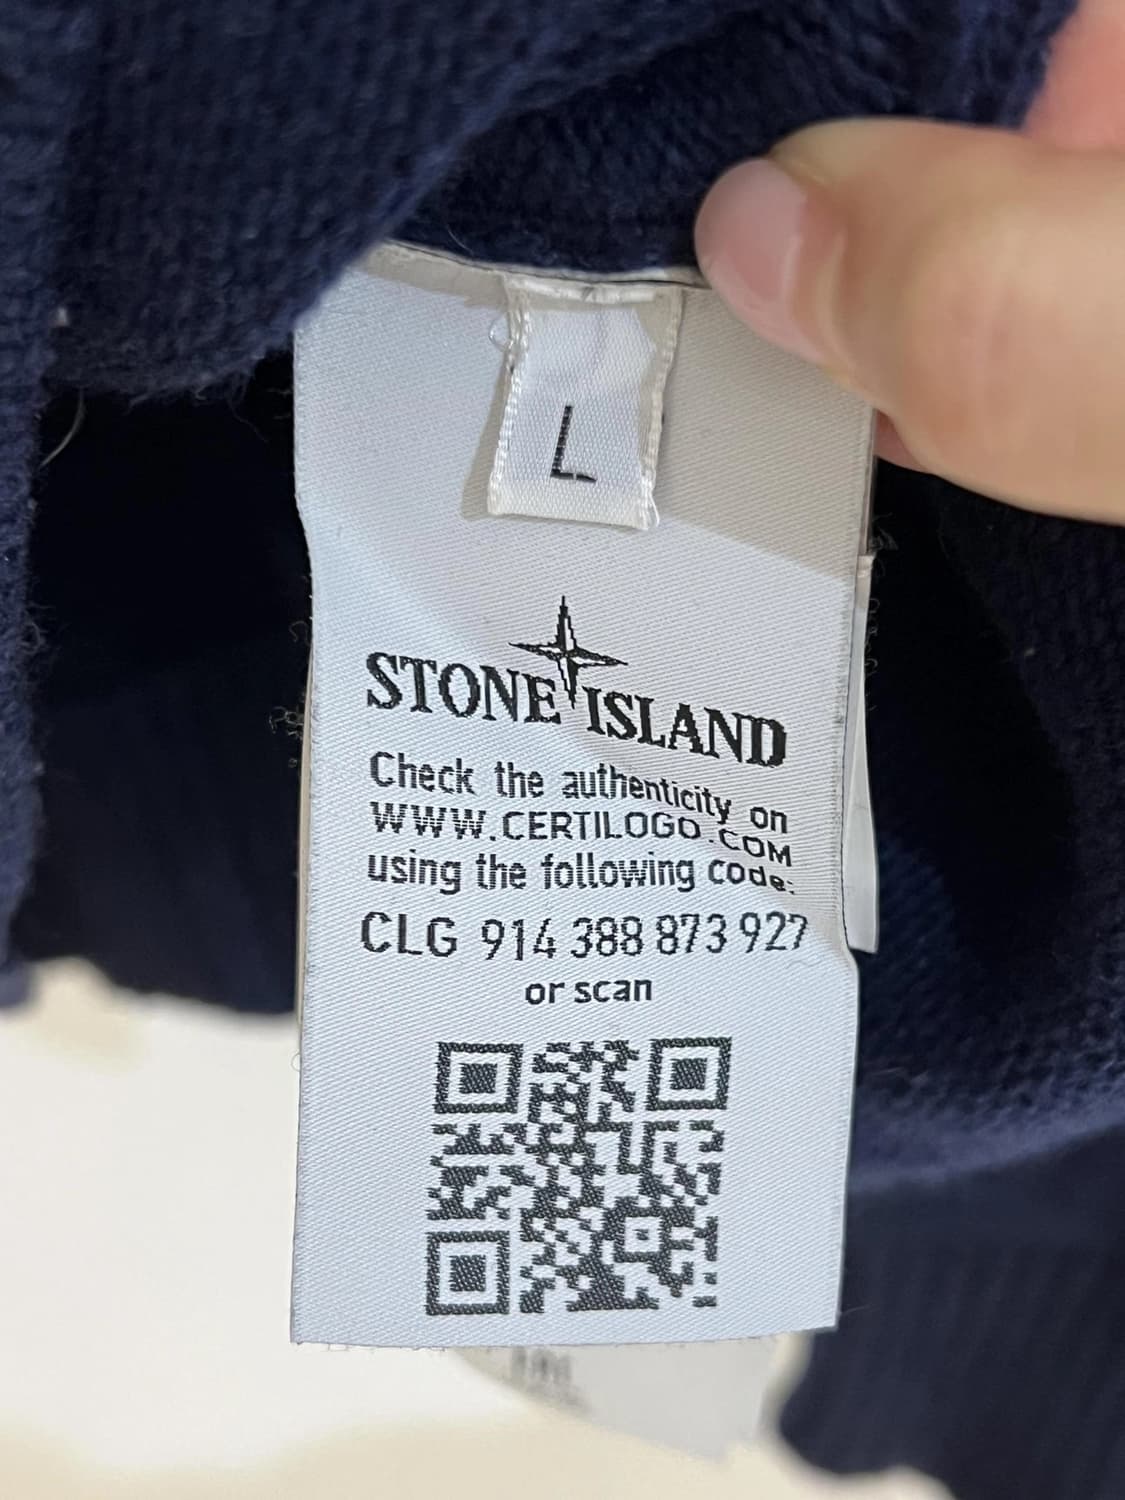 L
STONE ISLAND
Check the authenticity on
WWW.CERTILOGO.COM
using the following code:
CLG 914 388 873 927
or scan